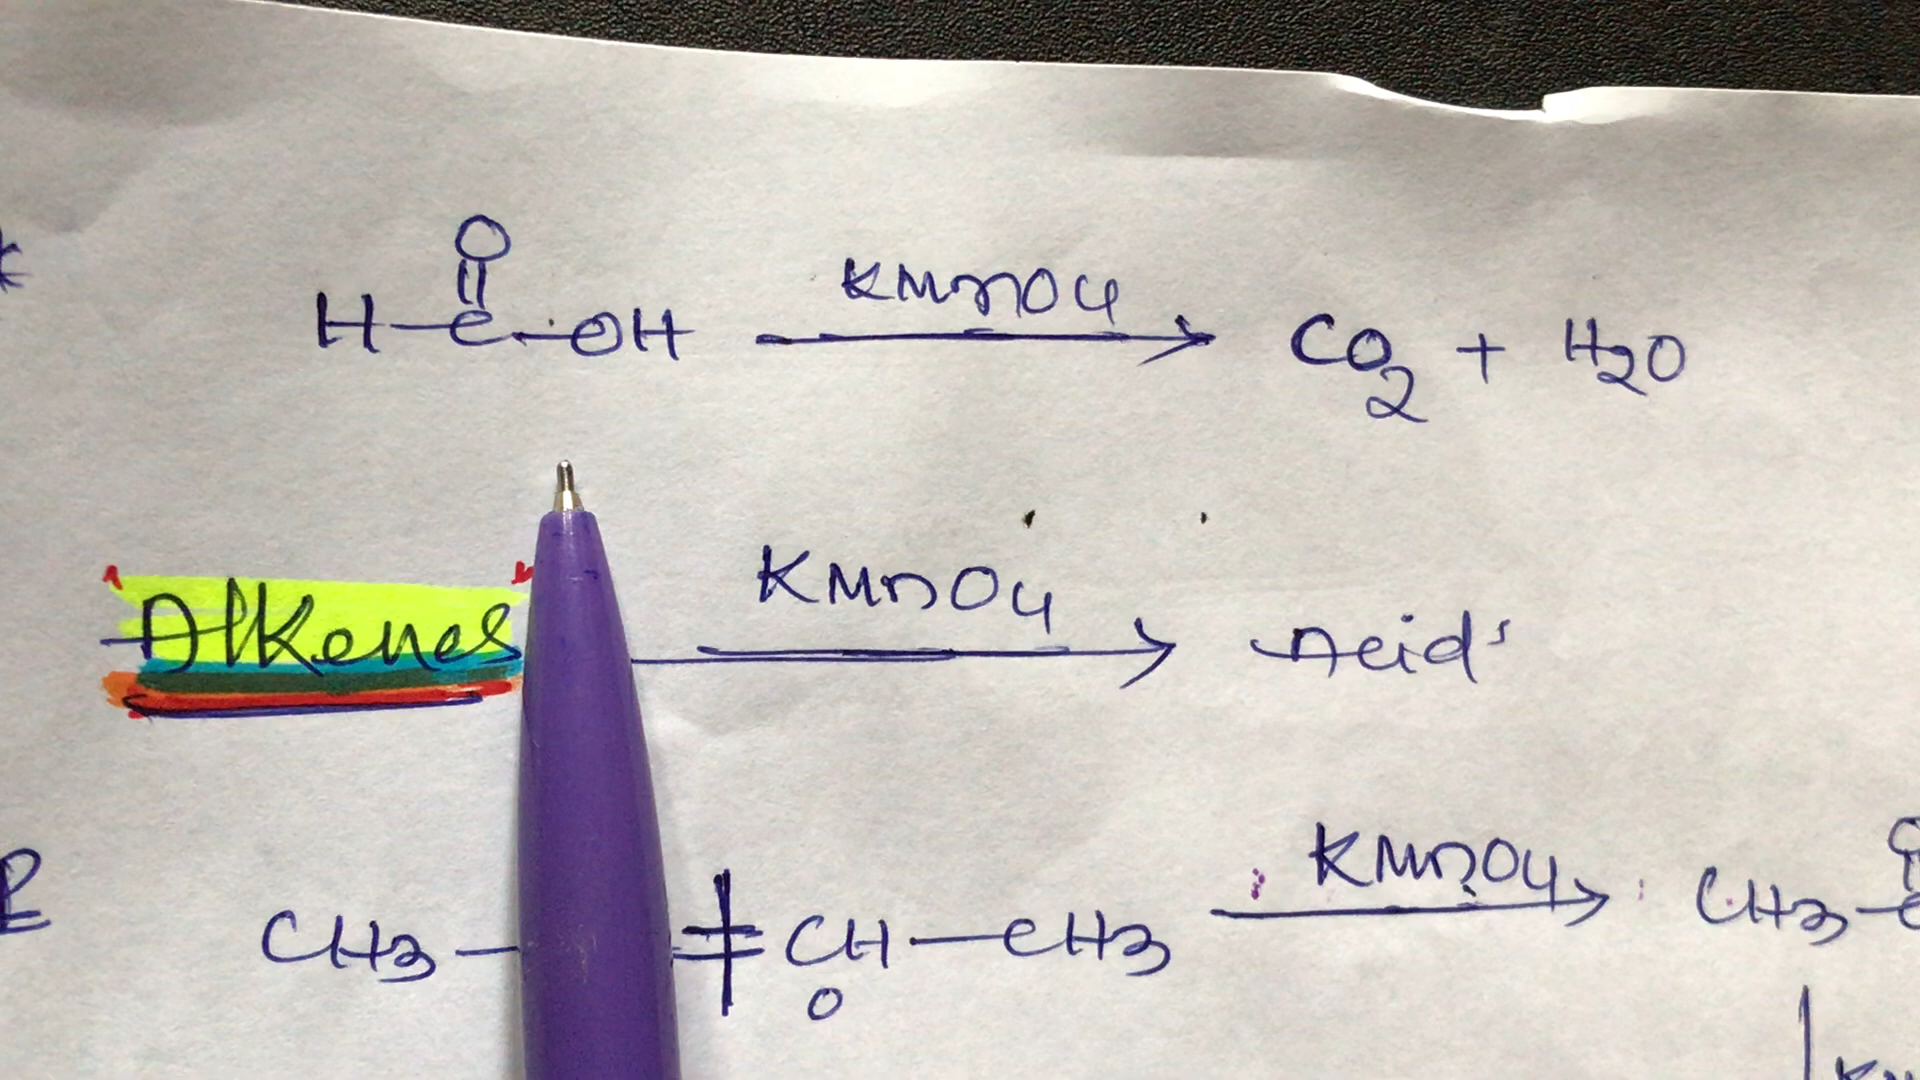 O
H-C-OH KMnO4 CO2 + H2O
Alkenes KMnO4 Acid's
CH3- = CH-CH3 KMnO4 CH3-C
O